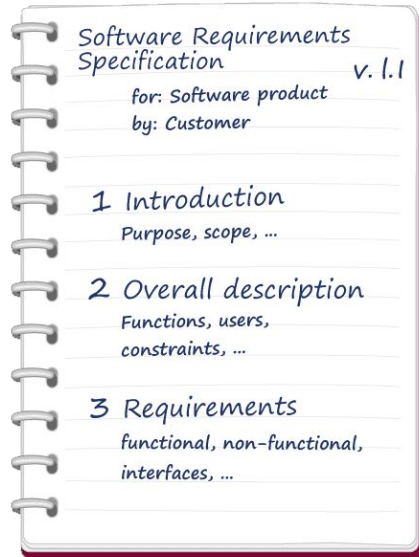 Software Requirements
Specification
v. 1.1
for: Software product
by: Customer
1 Introduction
Purpose, scope, ...
2 Overall description
Functions, users,
constraints, ...
3 Requirements
functional, non-functional,
interfaces, ...